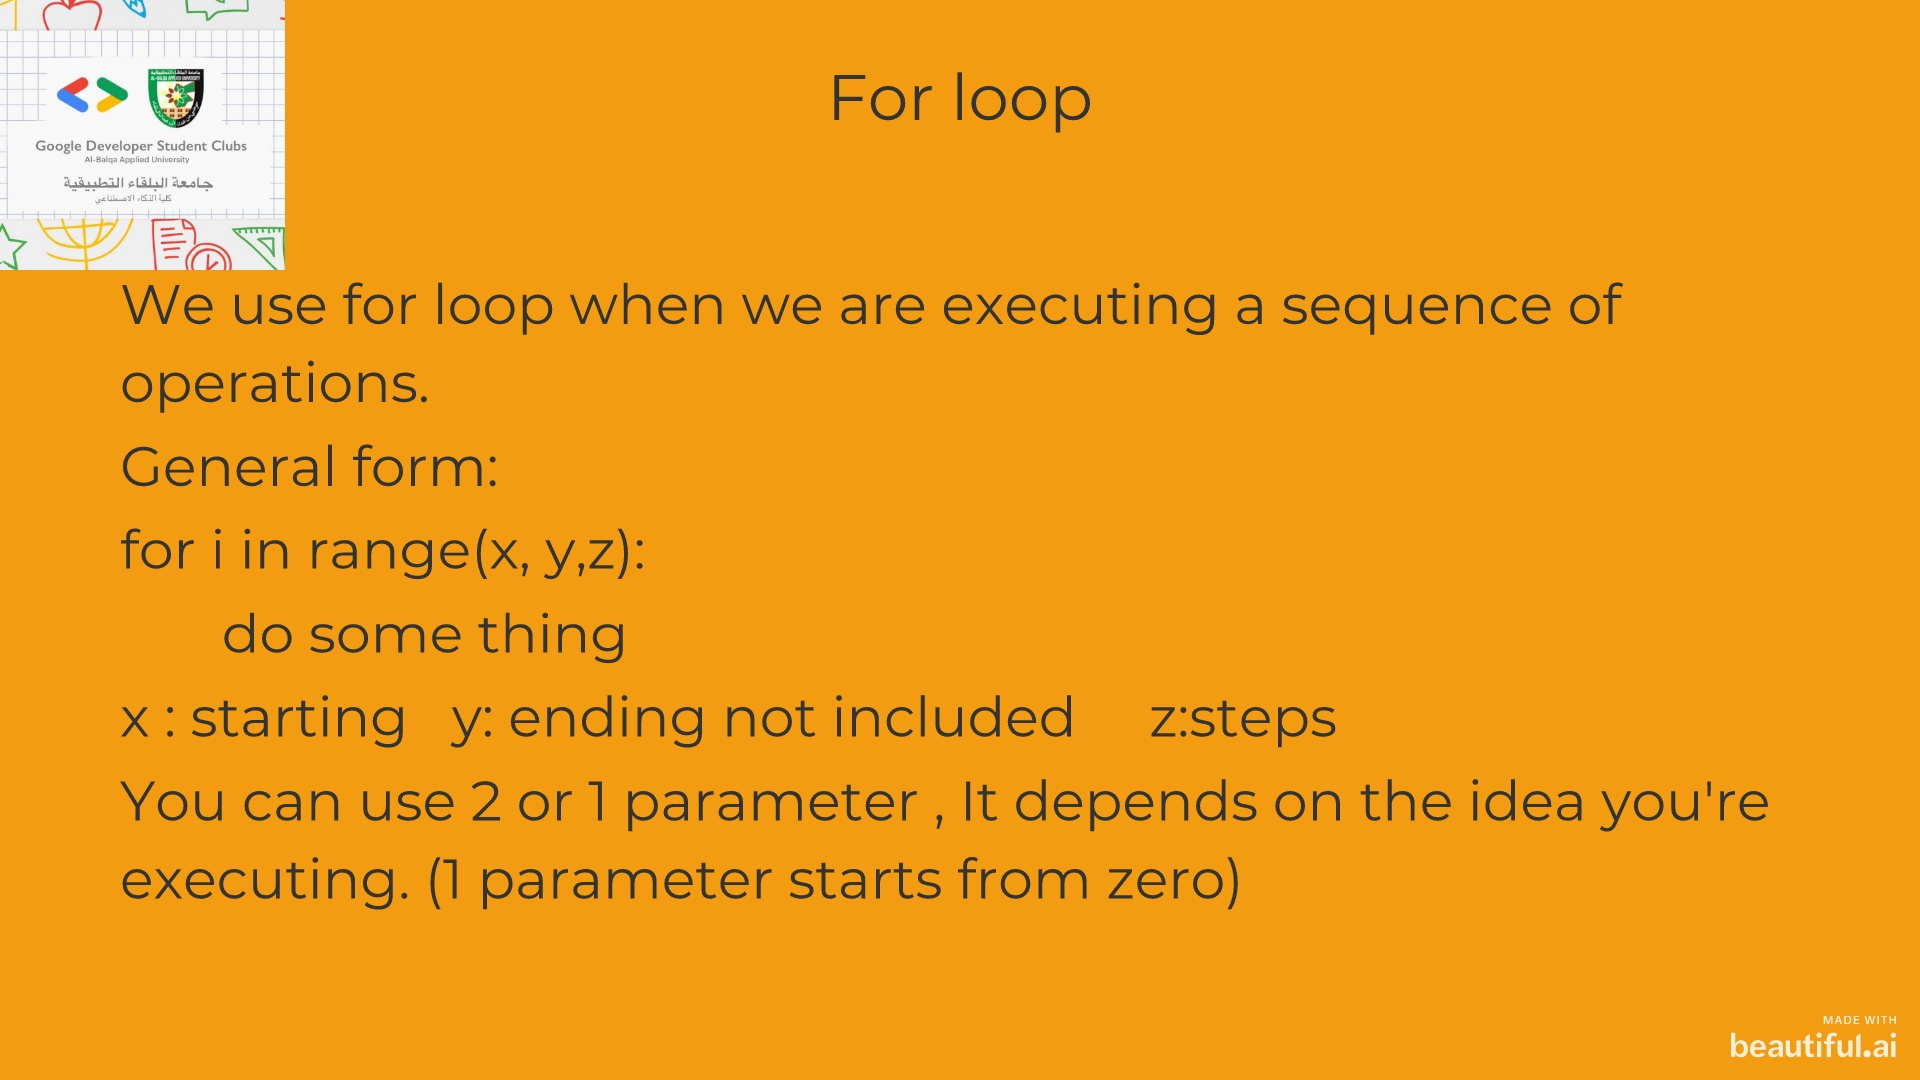 Google Developer Student Clubs
Al-Balqa Applied University
جامعة البلقاء التطبيقية
كلية الذكاء الاصطناعي
For loop
We use for loop when we are executing a sequence of
operations.
General form:
for i in range(x, y,z):
do some thing
x : starting y: ending not included z:steps
You can use 2 or 1 parameter , It depends on the idea you're
executing. (1 parameter starts from zero)
MADE WITH
beautiful.ai